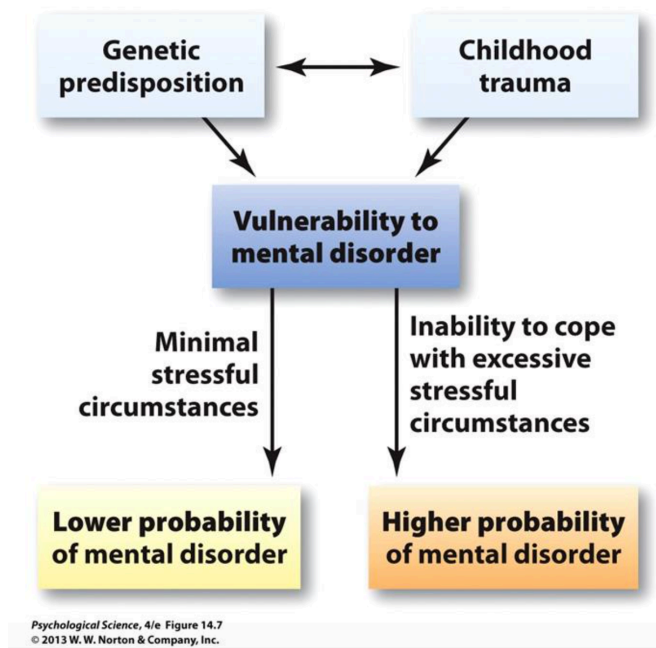 Genetic
predisposition
Childhood
trauma
Vulnerability to
mental disorder
Minimal
stressful
circumstances
Inability to cope
with excessive
stressful
circumstances
Lower probability
of mental disorder
Higher probability
of mental disorder
Psychological Science, 4/e Figure 14.7
© 2013 W. W. Norton & Company, Inc.